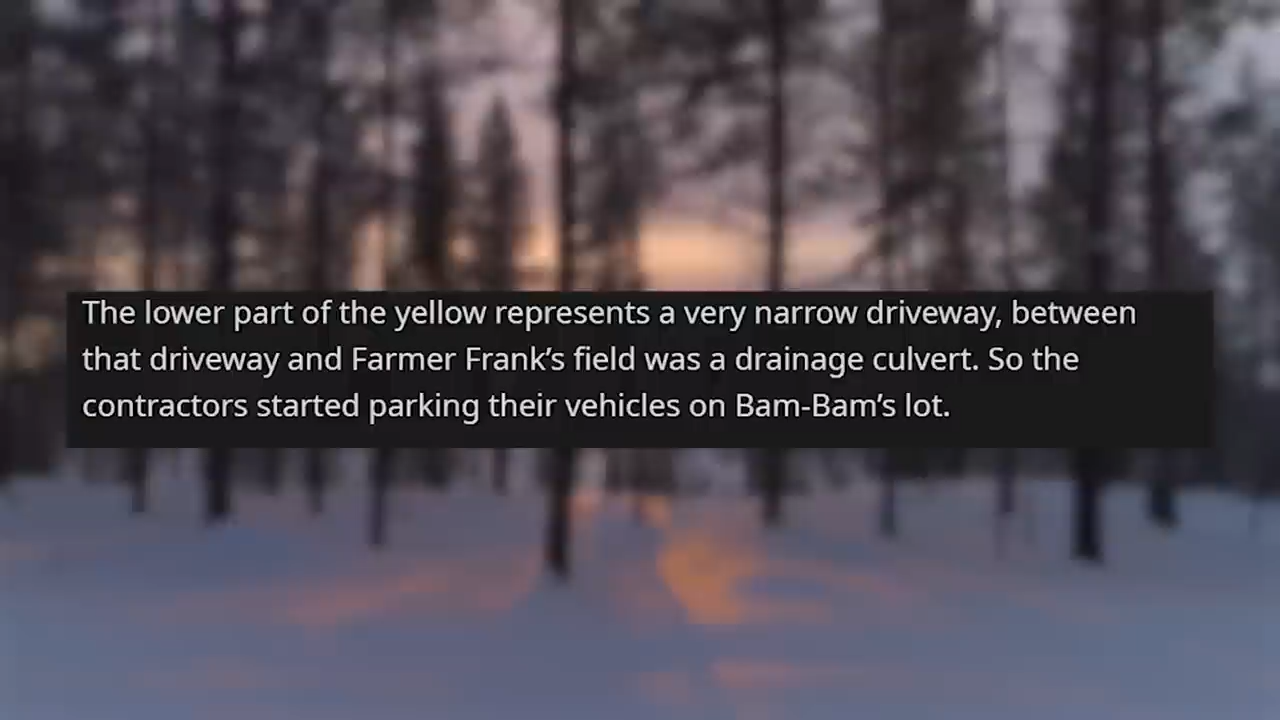 The lower part of the yellow represents a very narrow driveway, between
that driveway and Farmer Frank’s field was a drainage culvert. So the
contractors started parking their vehicles on Bam-Bam’s lot.